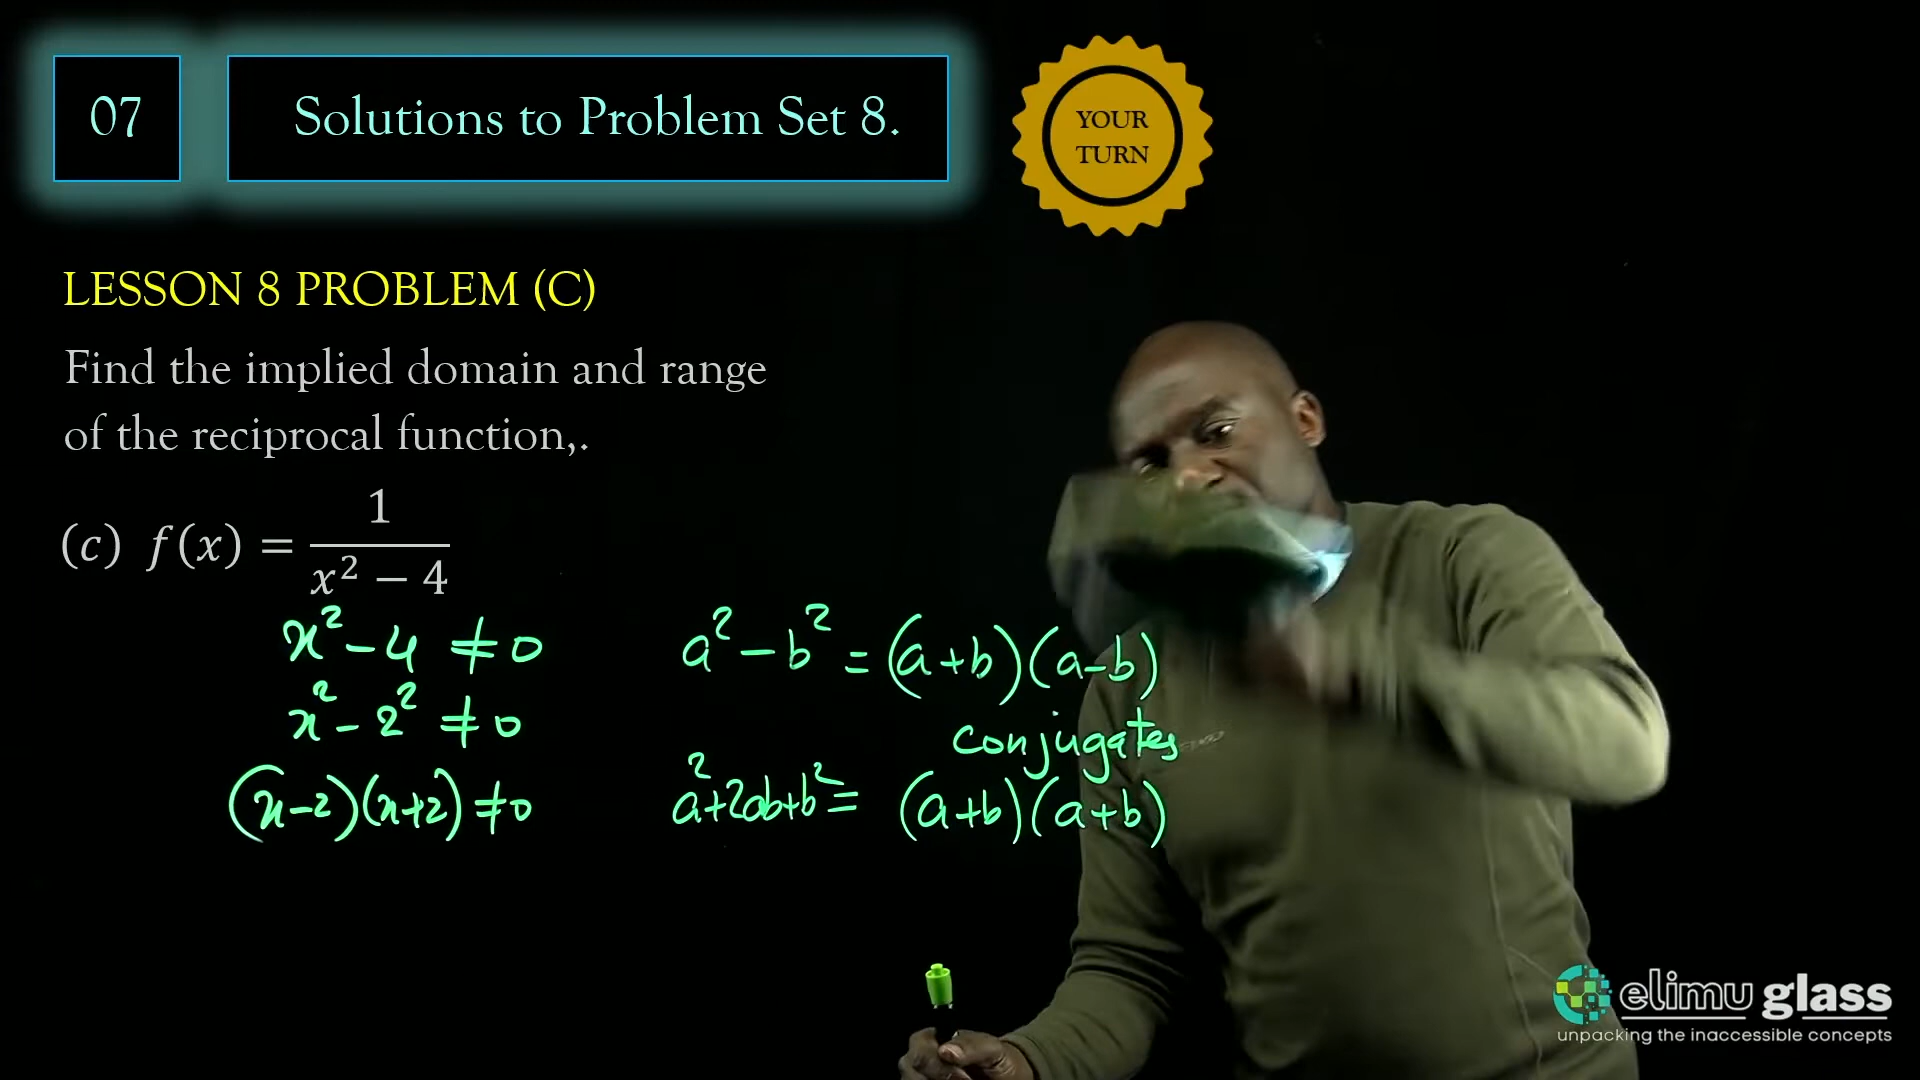 07
Solutions to Problem Set 8.
YOUR
TURN
LESSON 8 PROBLEM (C)
Find the implied domain and range
of the reciprocal function,.
(c) f(x) = 1/(x² − 4)
x² − 4 ≠ 0
x² − 2² ≠ 0
(x−2)(x+2) ≠ 0
a² − b² = (a+b)(a−b)
conjugates
a²+2ab+b² = (a+b)(a+b)
elimu glass
unpacking the inaccessible concepts